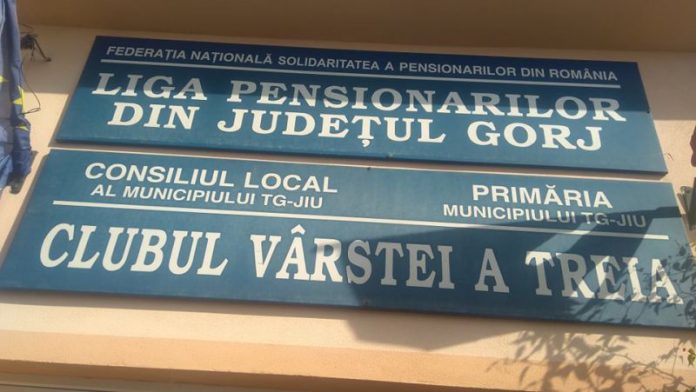 FEDERAȚIA NAȚIONALĂ SOLIDARITATEA A PENSIONARILOR DIN ROMÂNIA
LIGA PENSIONARILOR
DIN JUDEȚUL GORJ
CONSILIUL LOCAL
AL MUNICIPIULUI TG-JIU
PRIMĂRIA
MUNICIPIULUI TG-JIU
CLUBUL VÂRSTEI A TREIA